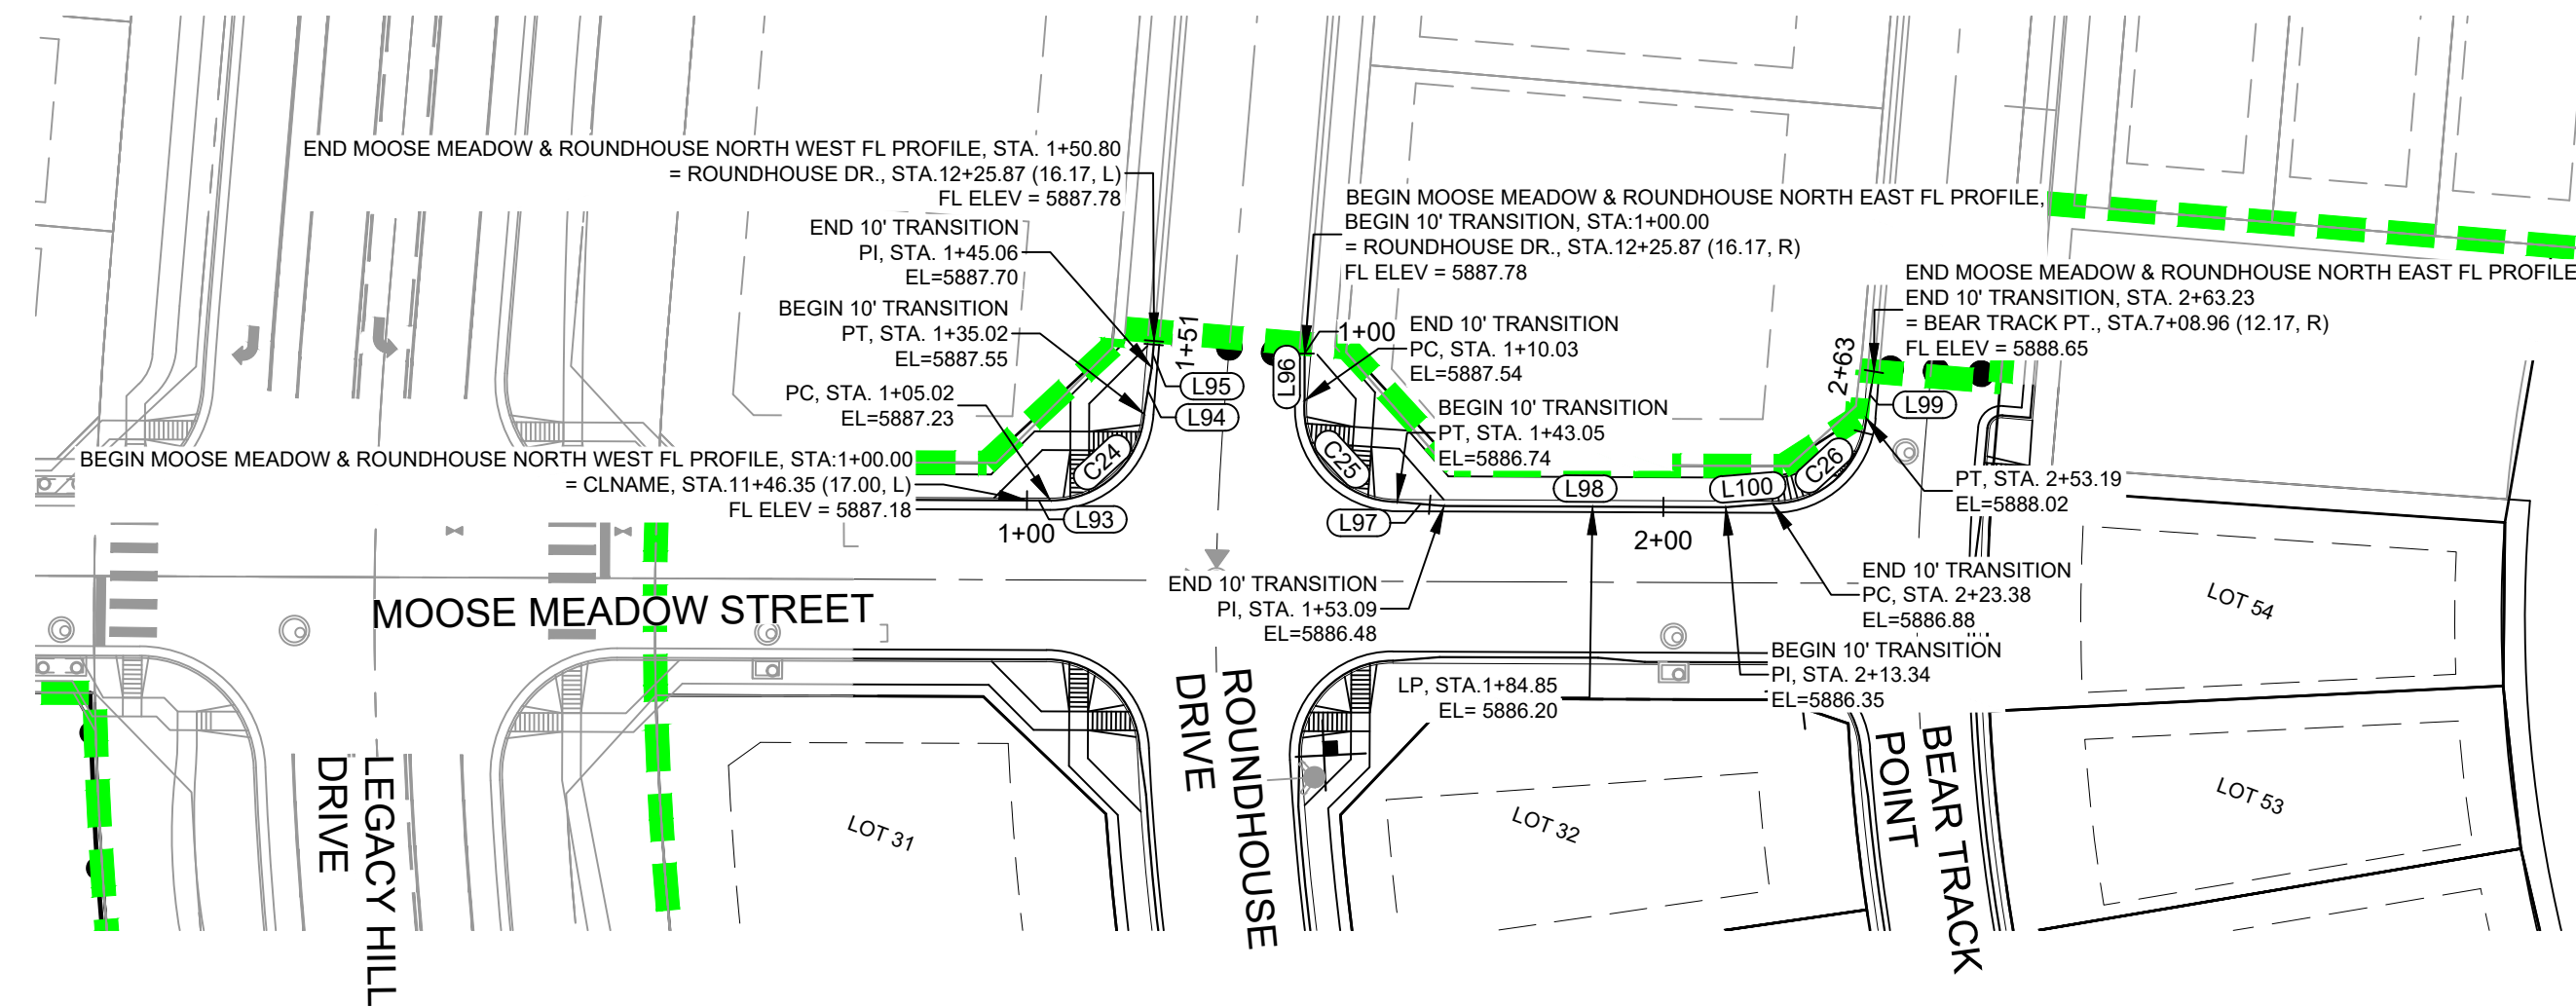 END MOOSE MEADOW & ROUNDHOUSE NORTH WEST FL PROFILE, STA. 1+50.80
= ROUNDHOUSE DR., STA.12+25.87 (16.17, L)
FL ELEV = 5887.78
END 10' TRANSITION
PI, STA. 1+45.06
EL=5887.70
BEGIN 10' TRANSITION
PT, STA. 1+35.02
EL=5887.55
PC, STA. 1+05.02
EL=5887.23
BEGIN MOOSE MEADOW & ROUNDHOUSE NORTH WEST FL PROFILE, STA:1+00.00
= CLNAME, STA.11+46.35 (17.00, L)
FL ELEV = 5887.18
1+00
L93
C24
L94
L95
1+51
BEGIN MOOSE MEADOW & ROUNDHOUSE NORTH EAST FL PROFILE,
BEGIN 10' TRANSITION, STA:1+00.00
= ROUNDHOUSE DR., STA.12+25.87 (16.17, R)
FL ELEV = 5887.78
1+00
L96
END 10' TRANSITION
PC, STA. 1+10.03
EL=5887.54
BEGIN 10' TRANSITION
PT, STA. 1+43.05
EL=5886.74
C25
L97
L98
L100
C26
2+00
2+63
L99
END MOOSE MEADOW & ROUNDHOUSE NORTH EAST FL PROFILE
END 10' TRANSITION, STA. 2+63.23
= BEAR TRACK PT., STA.7+08.96 (12.17, R)
FL ELEV = 5888.65
PT, STA. 2+53.19
EL=5888.02
END 10' TRANSITION
PC, STA. 2+23.38
EL=5886.88
BEGIN 10' TRANSITION
PI, STA. 2+13.34
EL=5886.35
END 10' TRANSITION
PI, STA. 1+53.09
EL=5886.48
LP, STA.1+84.85
EL= 5886.20
MOOSE MEADOW STREET
LEGACY HILL
DRIVE
ROUNDHOUSE
DRIVE
BEAR TRACK
POINT
LOT 31
LOT 32
LOT 54
LOT 53